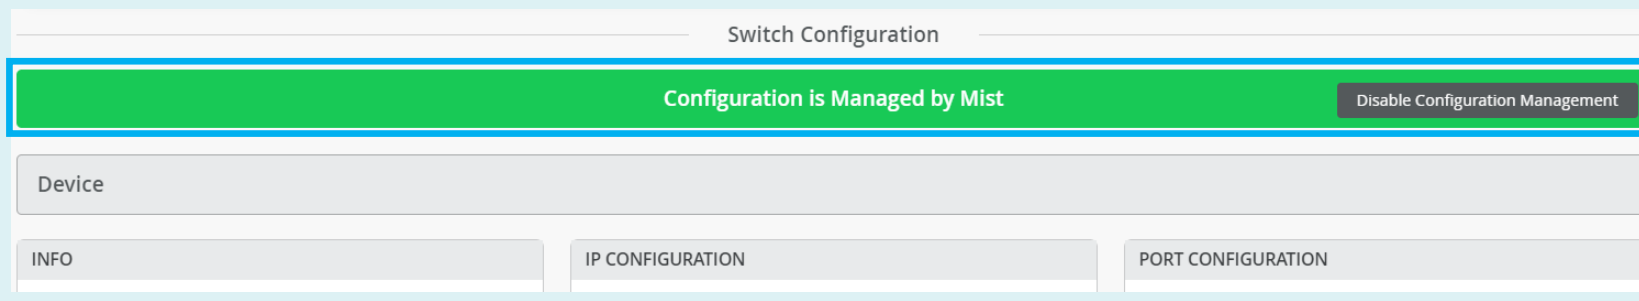 Switch Configuration
Configuration is Managed by Mist
Disable Configuration Management
Device
INFO
IP CONFIGURATION
PORT CONFIGURATION